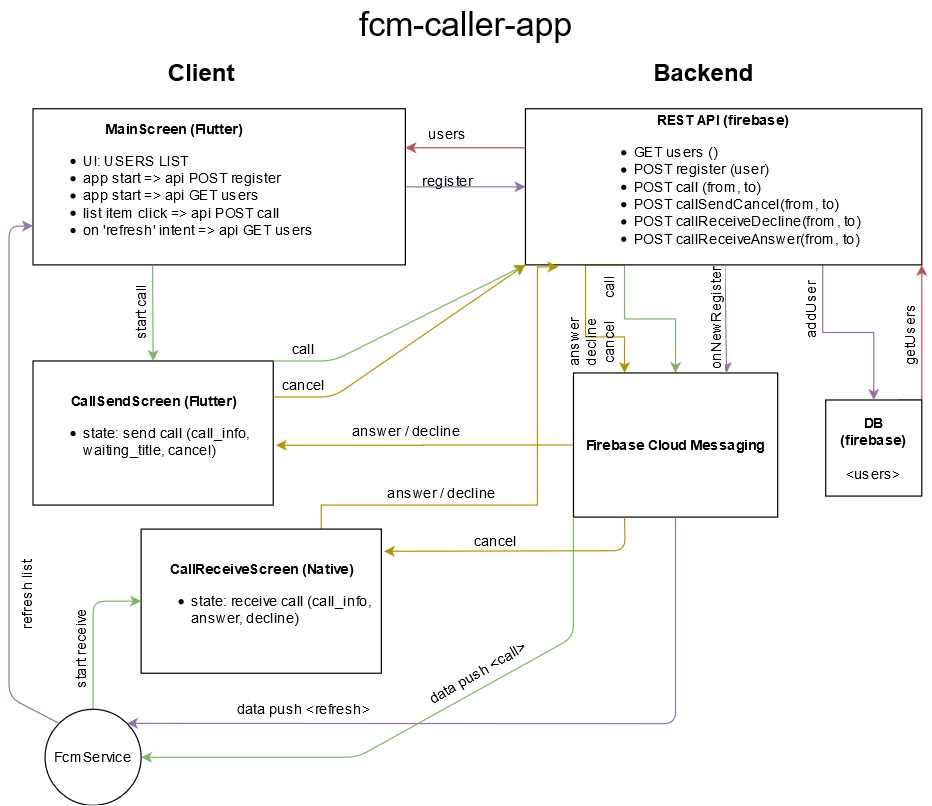 fcm-caller-app
Client
Backend
MainScreen (Flutter)
• UI: USERS LIST
• app start => api POST register
• app start => api GET users
• list item click => api POST call
• on 'refresh' intent => api GET users
users
register
REST API (firebase)
• GET users ()
• POST register (user)
• POST call (from, to)
• POST callSendCancel(from, to)
• POST callReceiveDecline(from, to)
• POST callReceiveAnswer(from, to)
start call
call
cancel
answer
decline
cancel
call
onNewRegister
addUser
getUsers
CallSendScreen (Flutter)
• state: send call (call_info,
waiting_title, cancel)
answer / decline
Firebase Cloud Messaging
DB
(firebase)
<users>
answer / decline
cancel
CallReceiveScreen (Native)
• state: receive call (call_info,
answer, decline)
refresh list
start receive
data push <call>
data push <refresh>
FcmService